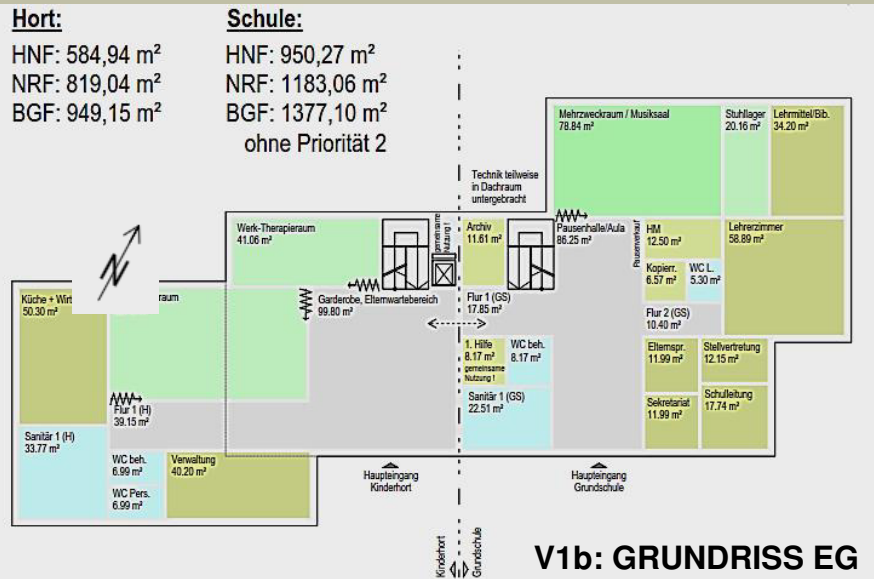 Hort:
HNF: 584,94 m²
NRF: 819,04 m²
BGF: 949,15 m²
Schule:
HNF: 950,27 m²
NRF: 1183,06 m²
BGF: 1377,10 m²
ohne Priorität 2
Mehrzweckraum / Musiksaal
78.84 m²
Stuhllager
20.16 m²
Lehrmittel/Bib.
34.20 m²
Technik teilweise
in Dachraum
untergebracht
Werk-Therapieraum
41.06 m²
gemeinsame
Nutzung !
Archiv
11.61 m²
Pausenhalle/Aula
86.25 m²
Pausenverkauf
HM
12.50 m²
Lehrerzimmer
58.89 m²
Kopierr.
6.57 m²
WC L.
5.30 m²
N
Küche + Wirt
50.30 m²
raum
Garderobe, Elternwartebereich
99.80 m²
Flur 1 (GS)
17.85 m²
Flur 2 (GS)
10.40 m²
1. Hilfe
8.17 m²
gemeinsame
Nutzung !
WC beh.
8.17 m²
Elternspr.
11.99 m²
Stellvertretung
12.15 m²
Flur 1 (H)
39.15 m²
Sanitär 1 (GS)
22.51 m²
Sekretariat
11.99 m²
Schulleitung
17.74 m²
Sanitär 1 (H)
33.77 m²
WC beh.
6.99 m²
Verwaltung
40.20 m²
WC Pers.
6.99 m²
Haupteingang
Kinderhort
Haupteingang
Grundschule
Kinderhort
Grundschule
V1b: GRUNDRISS EG